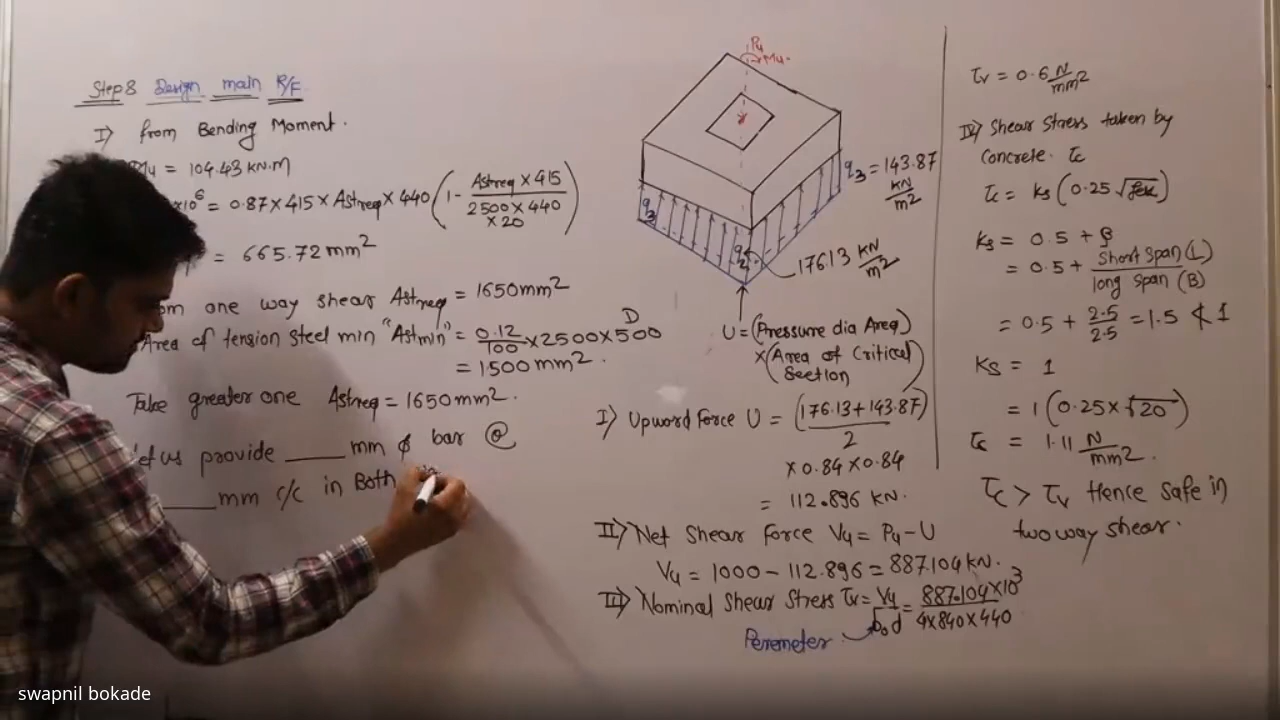 Step 8 Design main R/F
I) from Bending Moment.
Mu = 104.43 KN.m
x10^6 = 0.87 x 415 x Astreq x 440 (1 - Astreq x 415 / 2500 x 440 x 20)
= 665.72 mm²
om one way shear Astreq = 1650 mm²
Area of tension steel min "Astmin" = 0.12/100 x 2500 x 500 D
= 1500 mm².
Take greater one Astreq = 1650 mm².
et us provide ____ mm ϕ bar @
____ mm c/c in Both
Pu
Mu.
q3
q3 = 143.87 KN/m²
176.13 KN/m²
U = (Pressure dia Area)
x (Area of Critical Section)
I) Upword force U = (176.13 + 143.87) / 2
x 0.84 x 0.84
= 112.896 KN.
II) Net Shear Force Vu = Pu - U
Vu = 1000 - 112.896 = 887.104 KN.
III) Nominal Shear Stress τv = Vu / bod = 887.104 x 10³ / 4 x 840 x 440
Peremeter
τv = 0.6 N/mm²
IV) Shear Stress taken by
Concrete. τc
τc = ks (0.25 √fck)
ks = 0.5 + β
= 0.5 + Short Span (L) / long Span (B)
= 0.5 + 2.5/2.5 = 1.5 ≮ 1
Ks = 1
= 1 (0.25 x √20)
τc = 1.11 N/mm².
τc > τv Hence Safe in
two way shear.
swapnil bokade